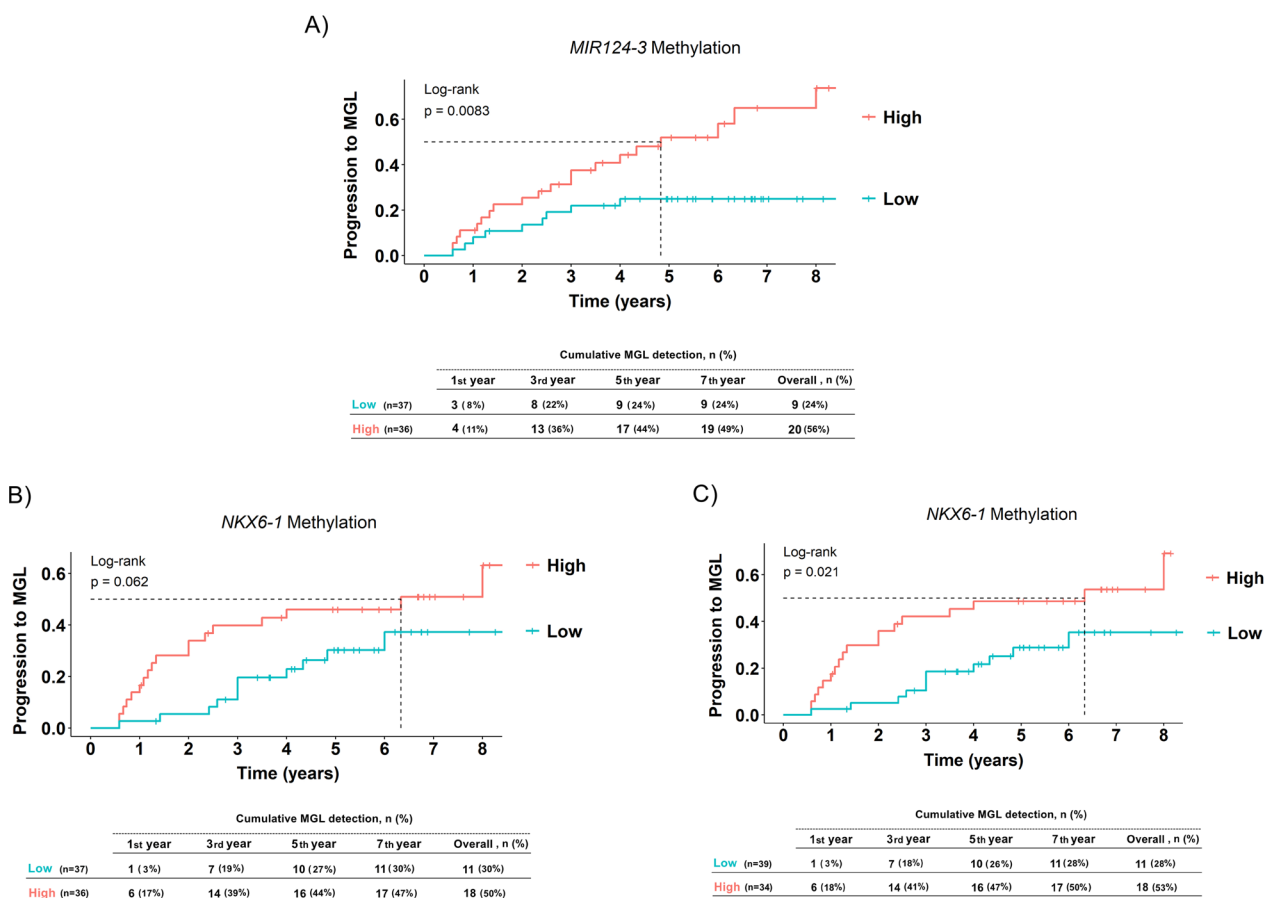 A)
MIR124-3 Methylation
Log-rank
p = 0.0083
Progression to MGL
0.6
0.4
0.2
0.0
0 1 2 3 4 5 6 7 8
Time (years)
High
Low
Cumulative MGL detection, n (%)
1st year 3rd year 5th year 7th year Overall , n (%)
Low (n=37) 3 (8%) 8 (22%) 9 (24%) 9 (24%) 9 (24%)
High (n=36) 4 (11%) 13 (36%) 17 (44%) 19 (49%) 20 (56%)
B)
NKX6-1 Methylation
Log-rank
p = 0.062
Progression to MGL
0.6
0.4
0.2
0.0
0 1 2 3 4 5 6 7 8
Time (years)
High
Low
Cumulative MGL detection, n (%)
1st year 3rd year 5th year 7th year Overall, n (%)
Low (n=37) 1 (3%) 7 (19%) 10 (27%) 11 (30%) 11 (30%)
High (n=36) 6 (17%) 14 (39%) 16 (44%) 17 (47%) 18 (50%)
C)
NKX6-1 Methylation
Log-rank
p = 0.021
Progression to MGL
0.6
0.4
0.2
0.0
0 1 2 3 4 5 6 7 8
Time (years)
High
Low
Cumulative MGL detection, n (%)
1st year 3rd year 5th year 7th year Overall, n (%)
Low (n=39) 1 (3%) 7 (18%) 10 (26%) 11 (28%) 11 (28%)
High (n=34) 6 (18%) 14 (41%) 16 (47%) 17 (50%) 18 (53%)